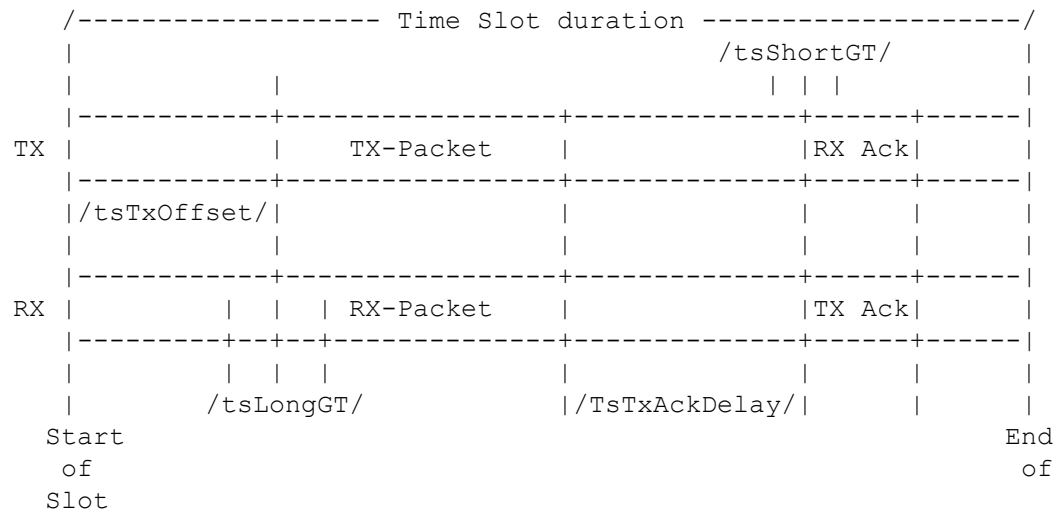 /------------------- Time Slot duration --------------------/
/tsShortGT/
TX | | TX-Packet | |RX Ack| |
|/tsTxOffset/|
RX | | | | RX-Packet | |TX Ack| |
/tsLongGT/ |/TsTxAckDelay/|
Start End
of of
Slot